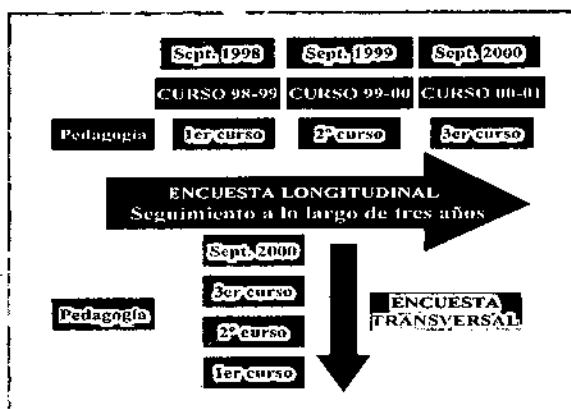 Sept. 1998 Sept. 1999 Sept. 2000
CURSO 98-99 CURSO 99-00 CURSO 00-01
Pedagogía 1er curso 2º curso 3er curso
ENCUESTA LONGITUDINAL
Seguimiento a lo largo de tres años
Sept. 2000
3er curso
Pedagogía
2º curso
1er curso
ENCUESTA
TRANSVERSAL